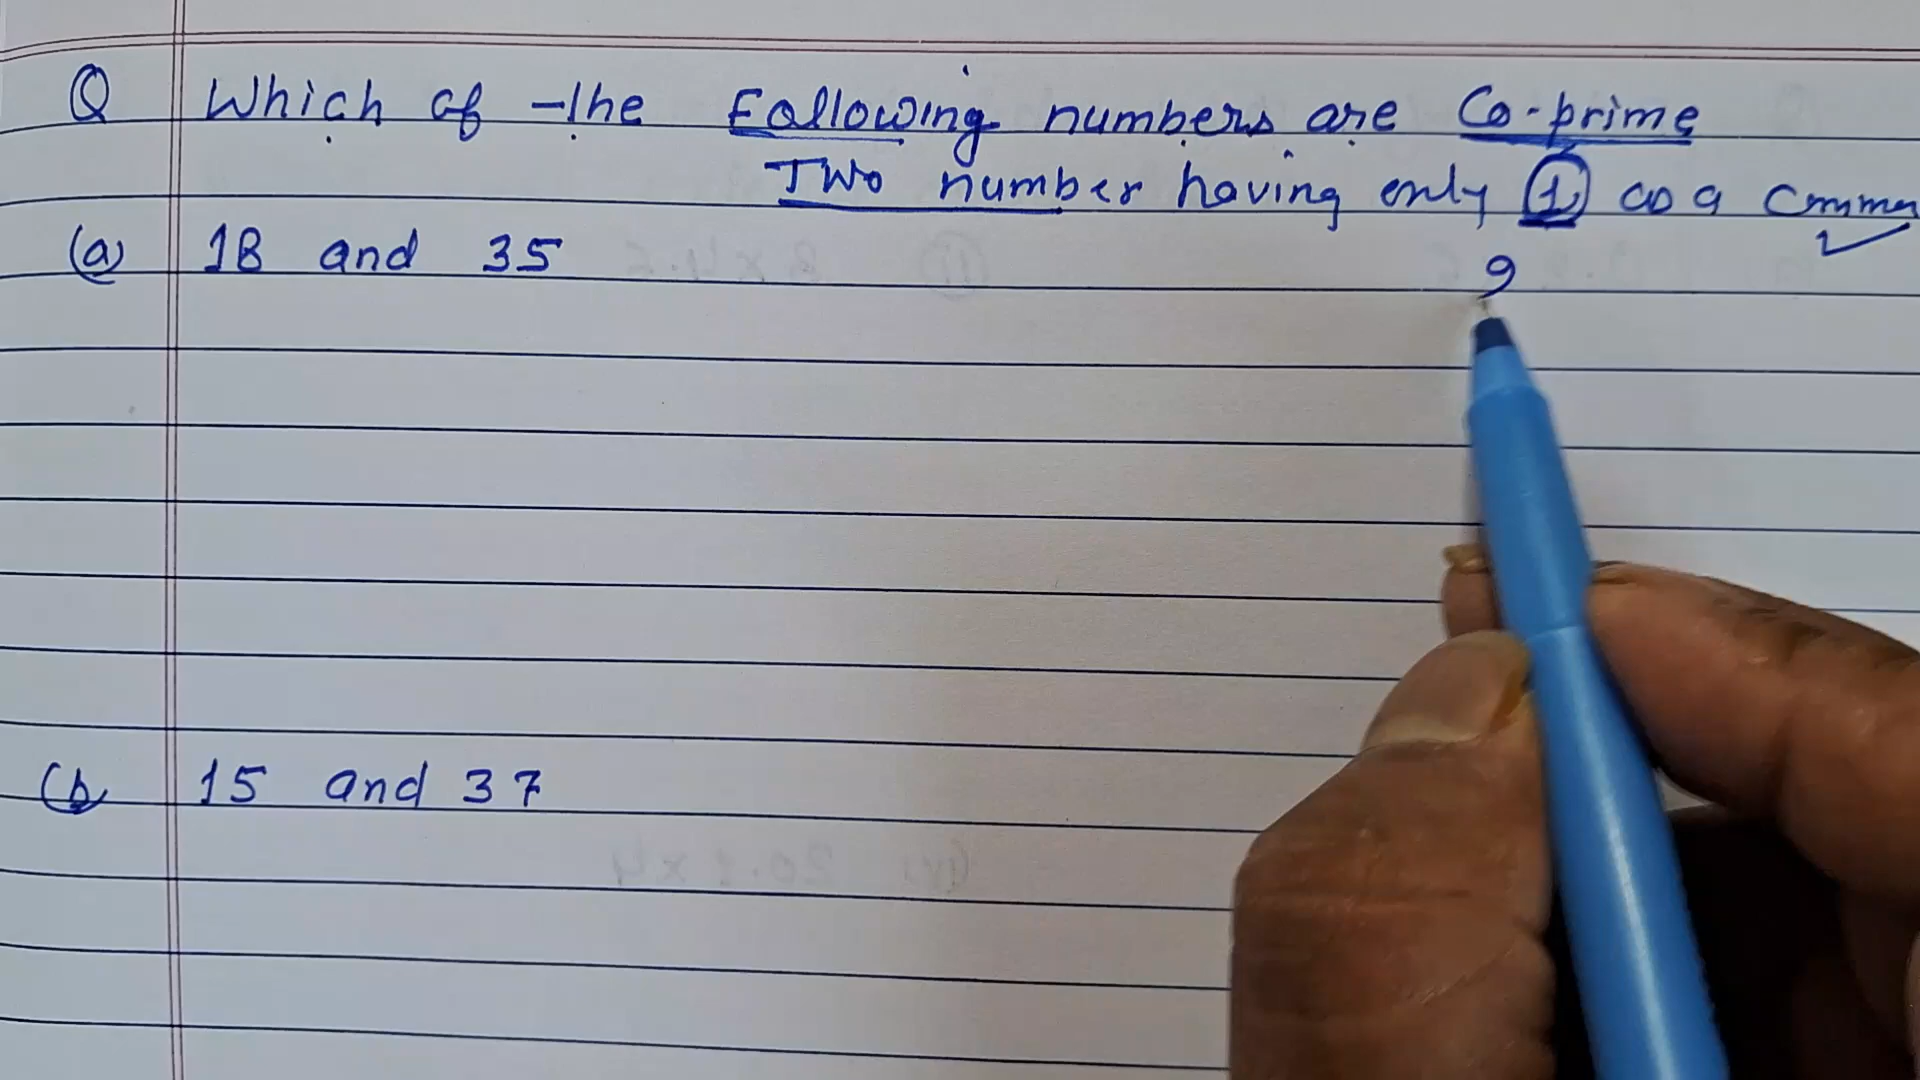 Q Which of the Following numbers are Co-prime
Two number having only 1 as a Common
(a) 18 and 35
9
(b) 15 and 37